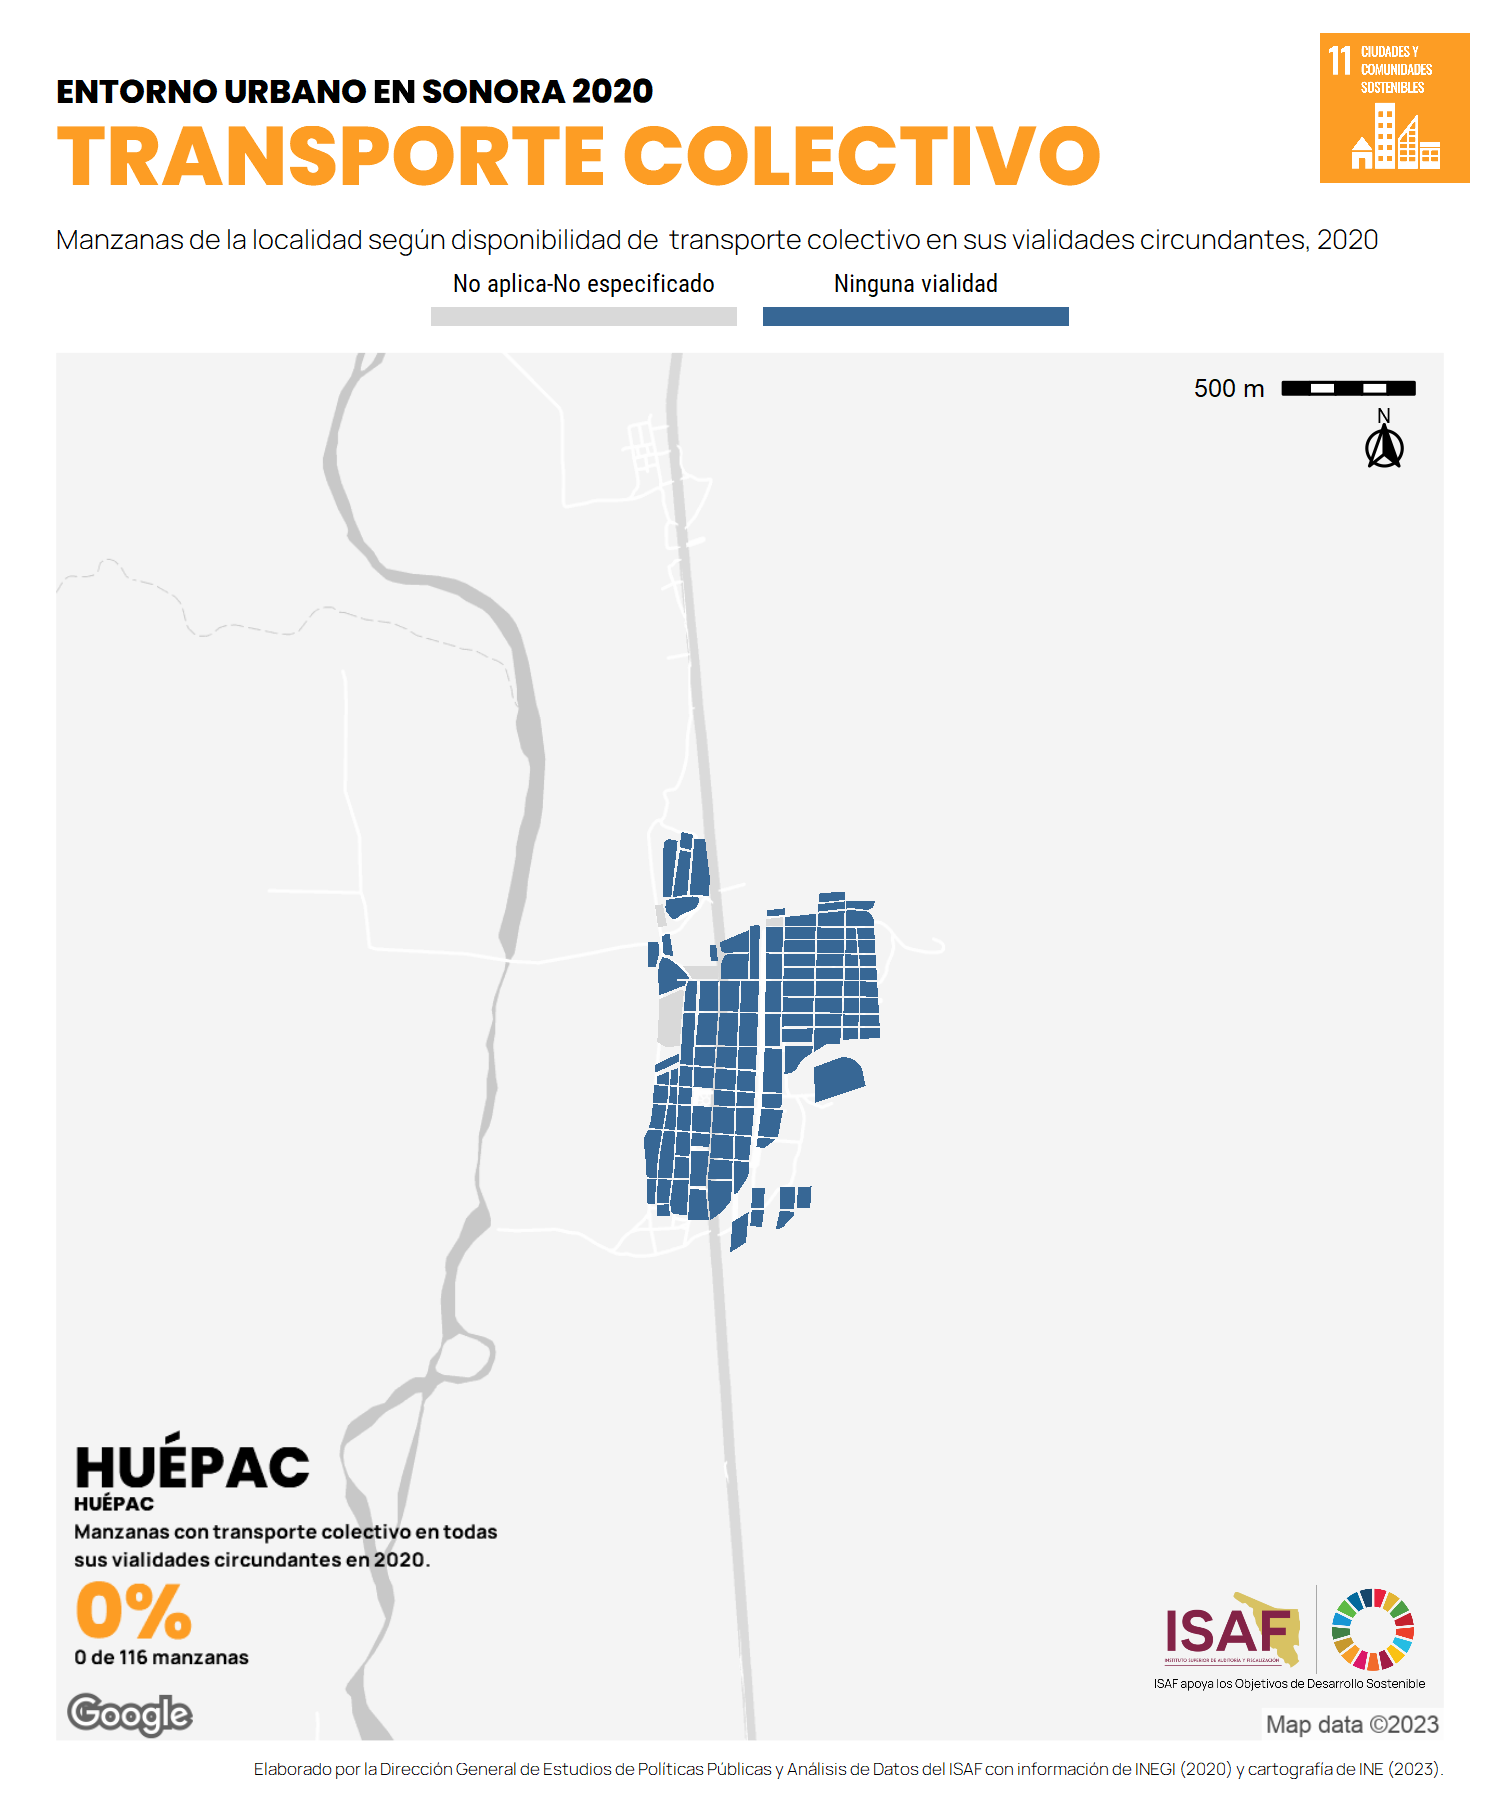 ENTORNO URBANO EN SONORA 2020
TRANSPORTE COLECTIVO
11 CIUDADES Y
COMUNIDADES
SOSTENIBLES
Manzanas de la localidad según disponibilidad de transporte colectivo en sus vialidades circundantes, 2020
No aplica-No especificado
Ninguna vialidad
500 m
N
HUÉPAC
HUÉPAC
Manzanas con transporte colectivo en todas
sus vialidades circundantes en 2020.
0%
0 de 116 manzanas
Google
ISAF
INSTITUTO SUPERIOR DE AUDITORÍA Y FISCALIZACIÓN
ISAF apoya los Objetivos de Desarrollo Sostenible
Map data ©2023
Elaborado por la Dirección General de Estudios de Políticas Públicas y Análisis de Datos del ISAF con información de INEGI (2020) y cartografía de INE (2023).